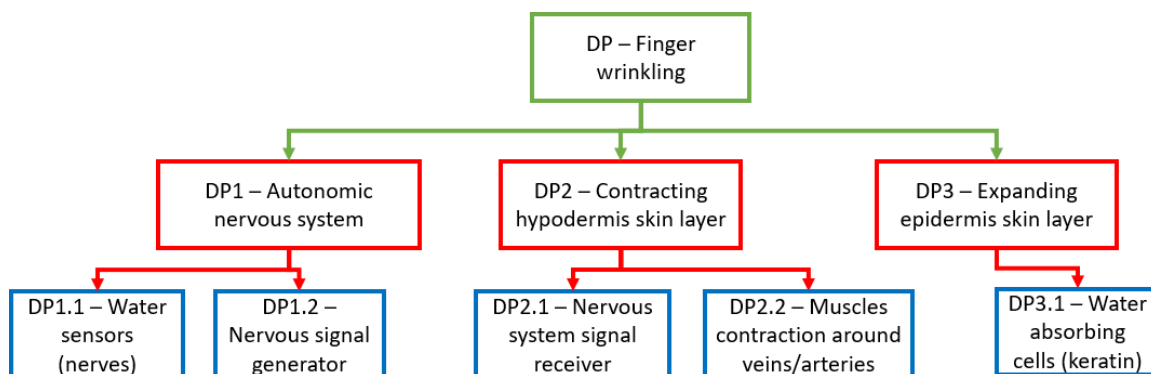 DP – Finger
wrinkling
DP1 – Autonomic
nervous system
DP2 – Contracting
hypodermis skin layer
DP3 – Expanding
epidermis skin layer
DP1.1 – Water
sensors
(nerves)
DP1.2 –
Nervous signal
generator
DP2.1 – Nervous
system signal
receiver
DP2.2 – Muscles
contraction around
veins/arteries
DP3.1 – Water
absorbing
cells (keratin)